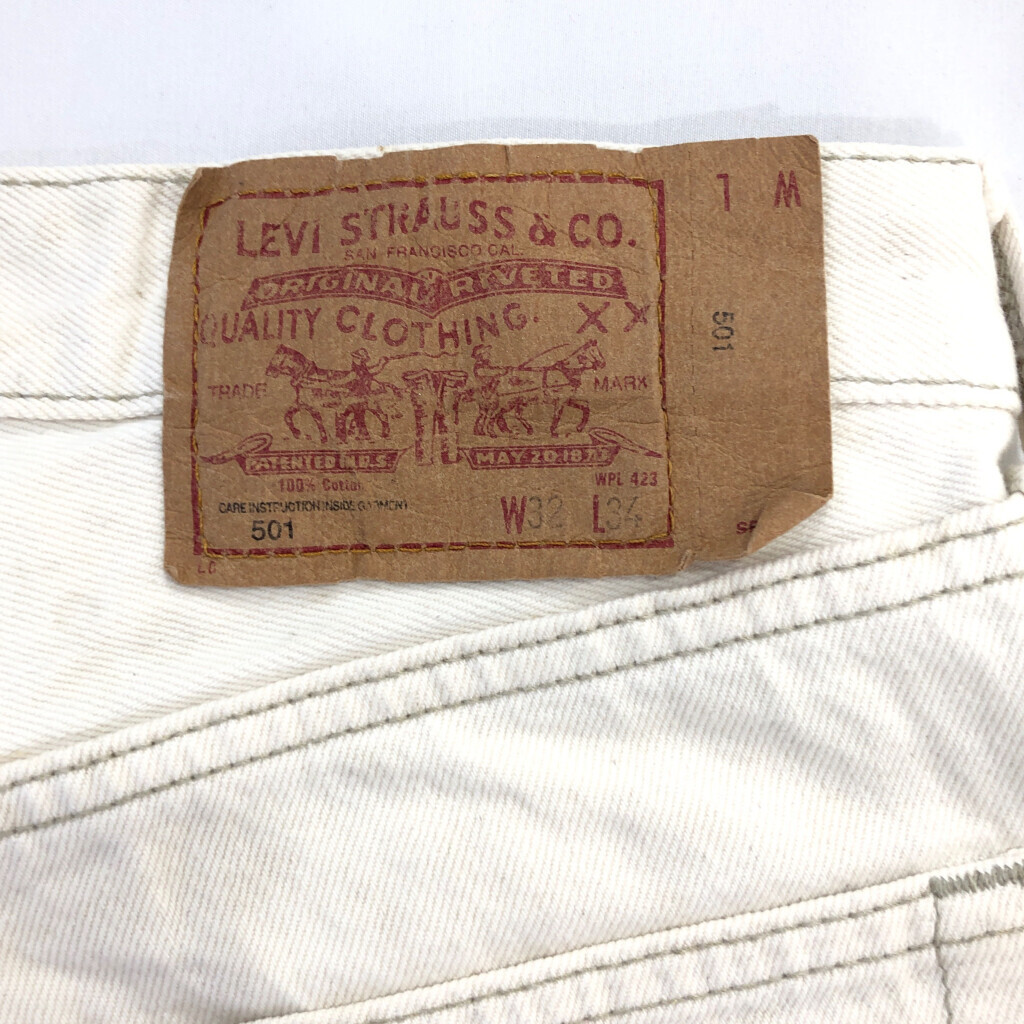 LEVI STRAUSS & CO.
SAN FRANCISCO CAL.
ORIGINAL RIVETED
QUALITY CLOTHING. XX
TRADE MARK
PATENTED IN U.S. MAY 20 1873
100% Cotton WPL 423
CARE INSTRUCTION INSIDE GARMENT
501 W32 L34
1 M
501